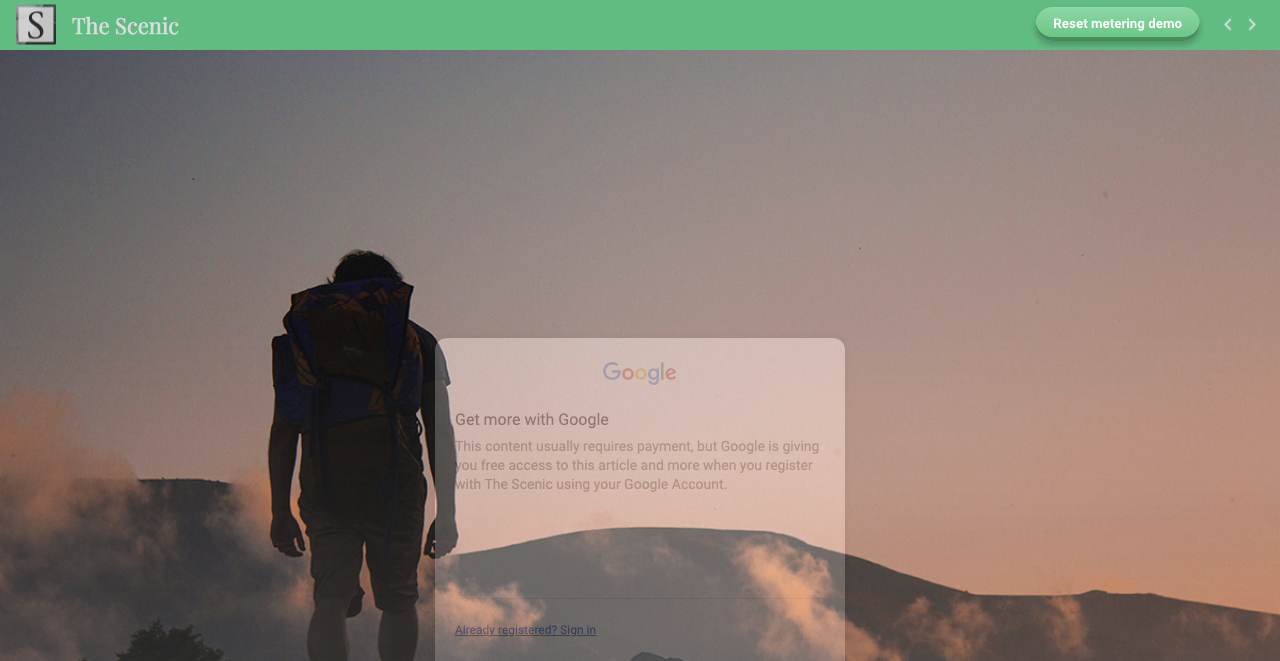 S
The Scenic
Reset metering demo
Google
Get more with Google
This content usually requires payment, but Google is giving
you free access to this article and more when you register
with The Scenic using your Google Account.
Already registered? Sign in